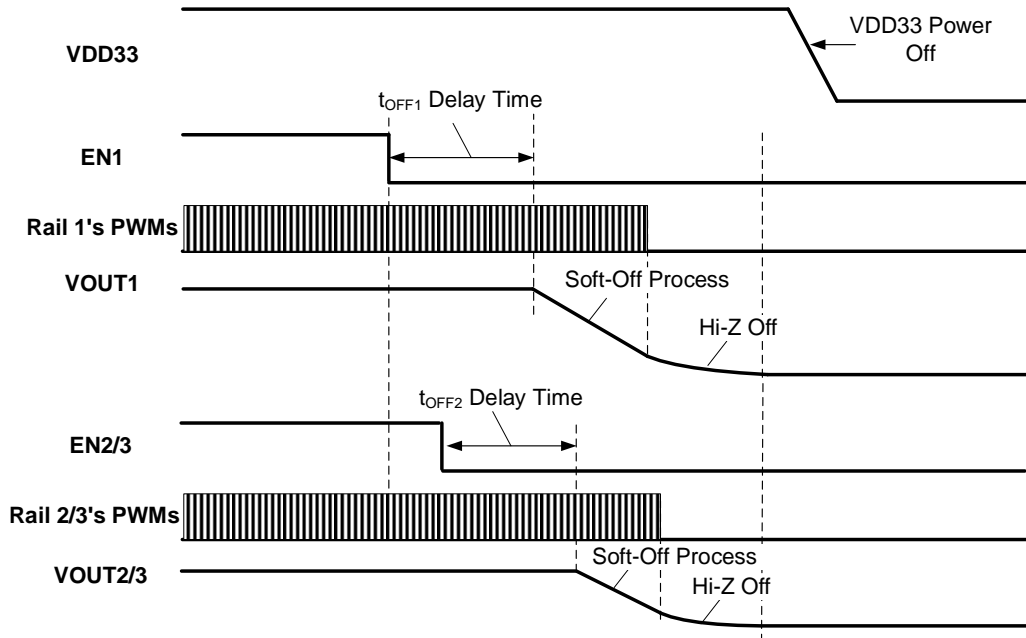 VDD33
VDD33 Power
Off
tOFF1 Delay Time
EN1
Rail 1's PWMs
VOUT1
Soft-Off Process
Hi-Z Off
tOFF2 Delay Time
EN2/3
Rail 2/3's PWMs
Soft-Off Process
VOUT2/3
Hi-Z Off